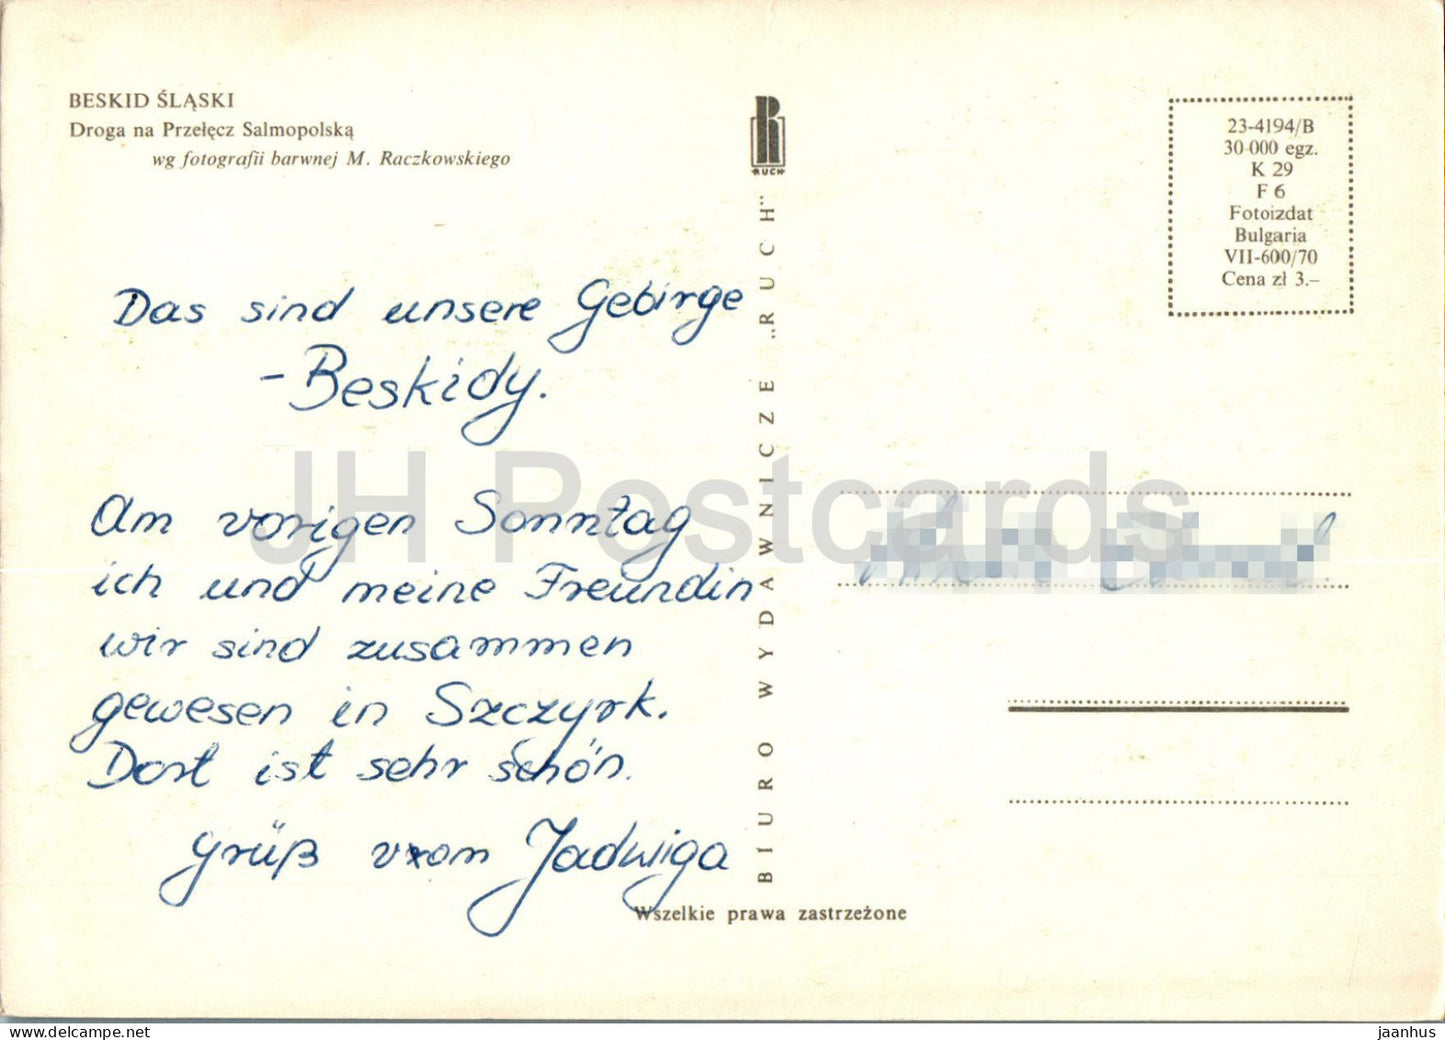 BESKID ŚLĄSKI
Droga na Przełęcz Salmopolską
wg fotografii barwnej M. Raczkowskiego
RUCH
23-4194/B
30 000 egz.
K 29
F 6
Fotoizdat
Bulgaria
VII-600/70
Cena zł 3.–
Das sind unsere Gebirge
- Beskidy.
Am vorigen Sonntag
ich und meine Freundin
wir sind zusammen
gewesen in Szczyrk.
Dort ist sehr schön.
Grüß von Jadwiga
BIURO WYDAWNICZE „RUCH"
Wszelkie prawa zastrzeżone
JH Postcards
www.delcampe.net
jaanhus